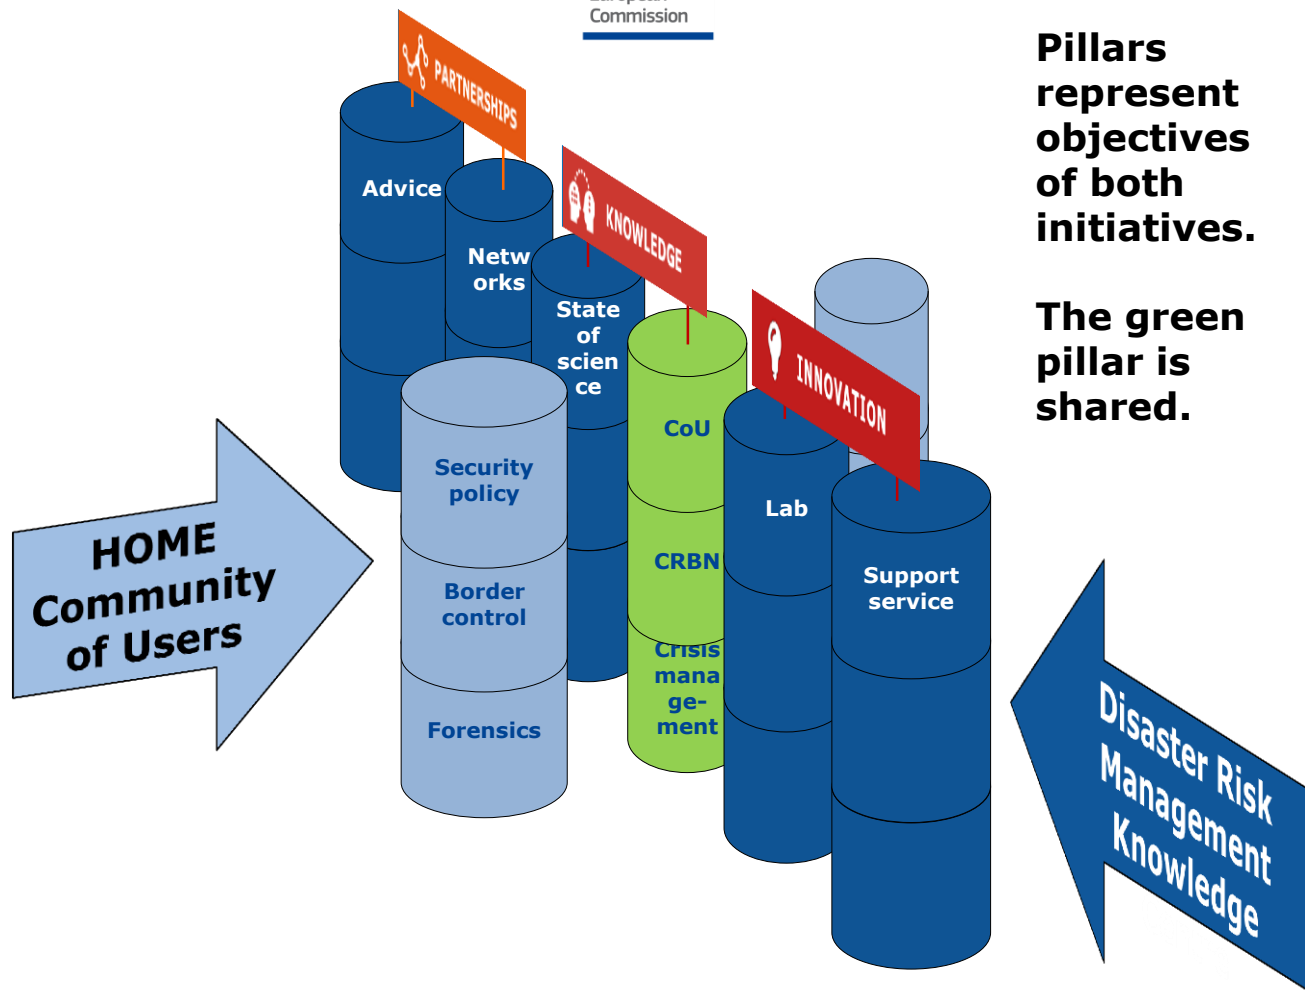 Commission
Pillars
represent
objectives
of both
initiatives.
The green
pillar is
shared.
PARTNERSHIPS
KNOWLEDGE
INNOVATION
Advice
Netw
orks
State
of
scien
ce
CoU
CRBN
Crisis
mana
ge-
ment
Lab
Support
service
Security
policy
Border
control
Forensics
HOME
Community
of Users
Disaster Risk
Management
Knowledge